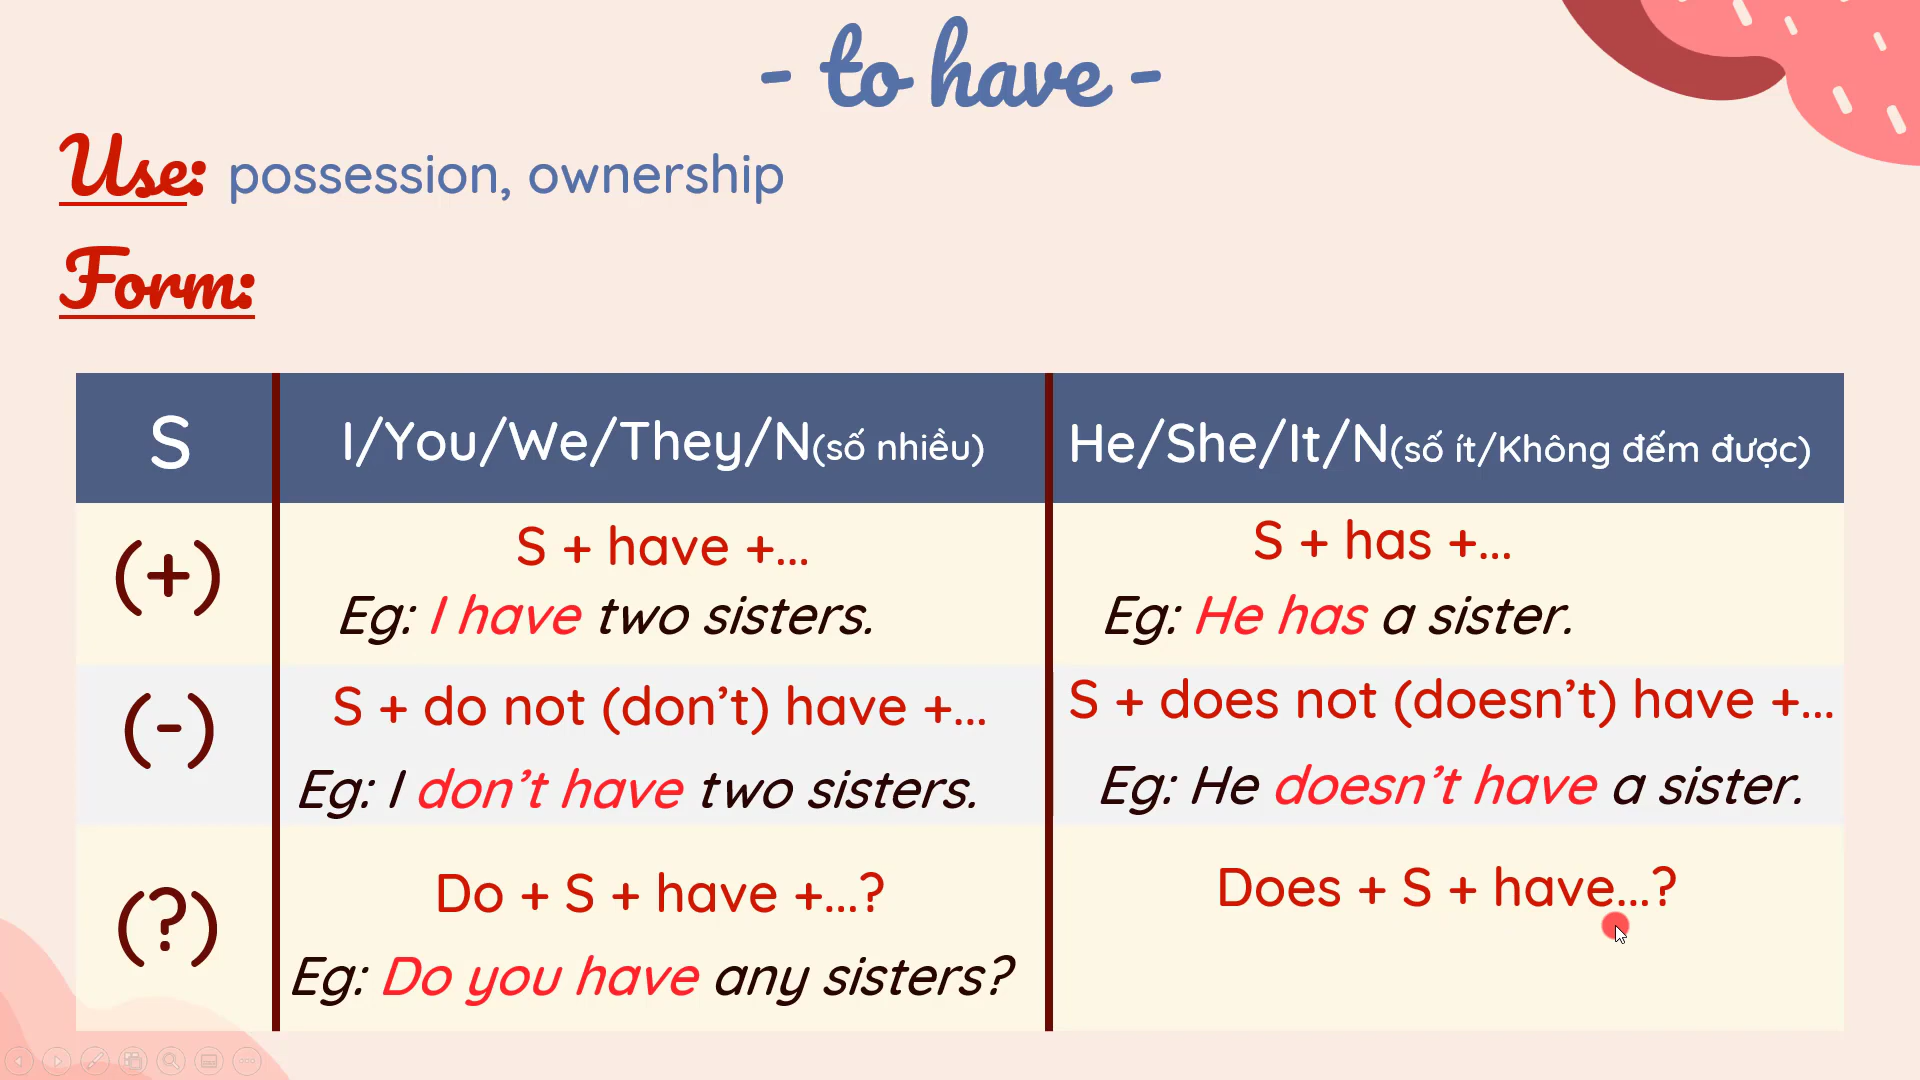 - to have -
Use: possession, ownership
Form:
S
I/You/We/They/N(số nhiều)
He/She/It/N(số ít/Không đếm được)
(+)
S + have +...
Eg: I have two sisters.
S + has +...
Eg: He has a sister.
(-)
S + do not (don’t) have +...
Eg: I don’t have two sisters.
S + does not (doesn’t) have +...
Eg: He doesn’t have a sister.
(?)
Do + S + have +...?
Eg: Do you have any sisters?
Does + S + have...?